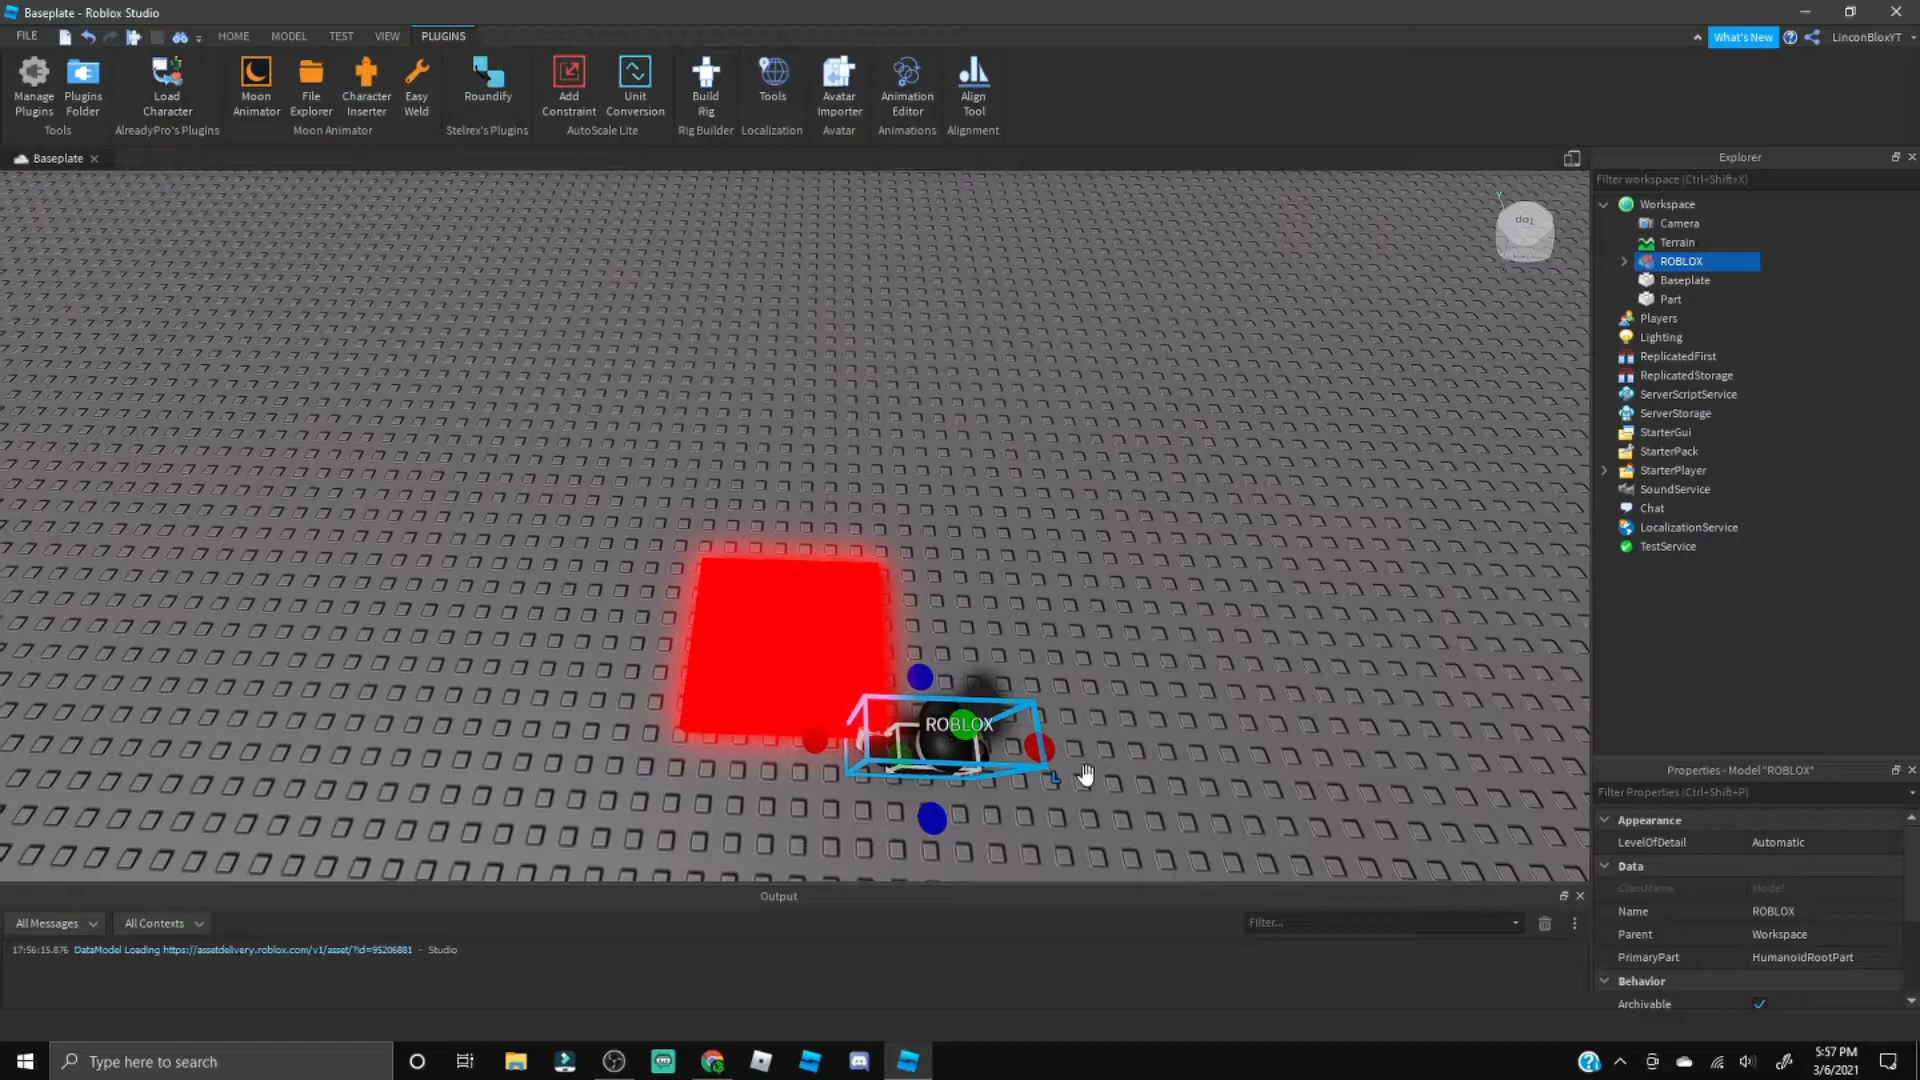 Baseplate - Roblox Studio
FILE HOME MODEL TEST VIEW PLUGINS What's New LinconBloxYT
Manage Plugins
Plugins Folder
Load Character
Moon Animator
File Explorer
Character Inserter
Easy Weld
Roundify
Add Constraint
Unit Conversion
Build Rig
Tools
Avatar Importer
Animation Editor
Align Tool
Tools AlreadyPro's Plugins Moon Animator Stelrex's Plugins AutoScale Lite Rig Builder Localization Avatar Animations Alignment
Baseplate
Explorer
Filter workspace (Ctrl+Shift+X)
Workspace
Camera
Terrain
ROBLOX
Baseplate
Part
Players
Lighting
ReplicatedFirst
ReplicatedStorage
ServerScriptService
ServerStorage
StarterGui
StarterPack
StarterPlayer
SoundService
Chat
LocalizationService
TestService
Y
Top
ROBLOX
L
Properties - Model "ROBLOX"
Filter Properties (Ctrl+Shift+P)
Appearance
LevelOfDetail Automatic
Data
ClassName Model
Name ROBLOX
Parent Workspace
PrimaryPart HumanoidRootPart
Behavior
Archivable
Output
All Messages All Contexts Filter...
17:56:15.876 DataModel Loading https://assetdelivery.roblox.com/v1/asset/?id=95206881 - Studio
Type here to search
5:57 PM
3/6/2021